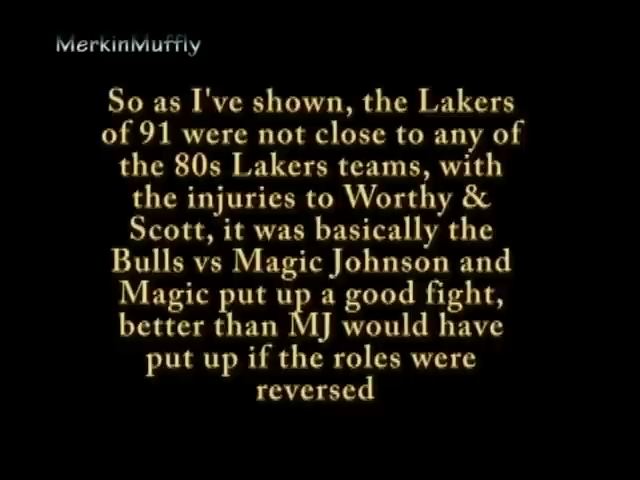 MerkinMuffly
So as I've shown, the Lakers
of 91 were not close to any of
the 80s Lakers teams, with
the injuries to Worthy &
Scott, it was basically the
Bulls vs Magic Johnson and
Magic put up a good fight,
better than MJ would have
put up if the roles were
reversed